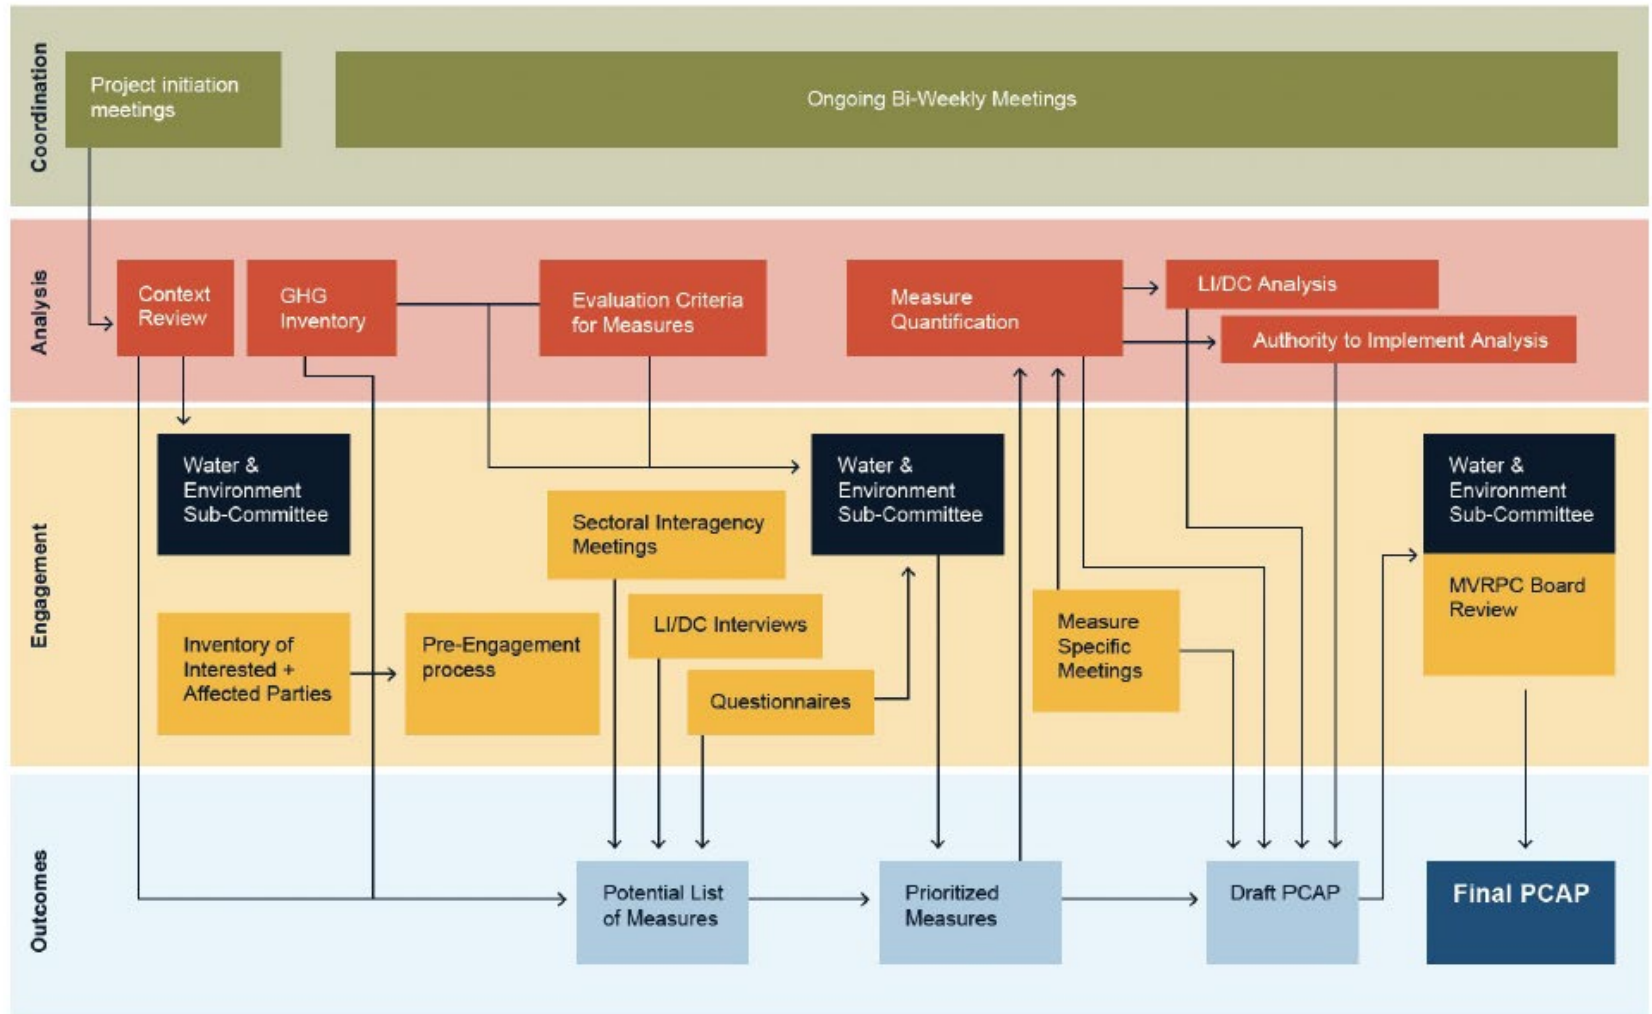 Coordination
Project initiation
meetings
Ongoing Bi-Weekly Meetings
Analysis
Context
Review
GHG
Inventory
Evaluation Criteria
for Measures
Measure
Quantification
LI/DC Analysis
Authority to Implement Analysis
Engagement
Water &
Environment
Sub-Committee
Water &
Environment
Sub-Committee
Water &
Environment
Sub-Committee
Sectoral Interagency
Meetings
LI/DC Interviews
Questionnaires
Inventory of
Interested +
Affected Parties
Pre-Engagement
process
Measure
Specific
Meetings
MVRPC Board
Review
Outcomes
Potential List
of Measures
Prioritized
Measures
Draft PCAP
Final PCAP